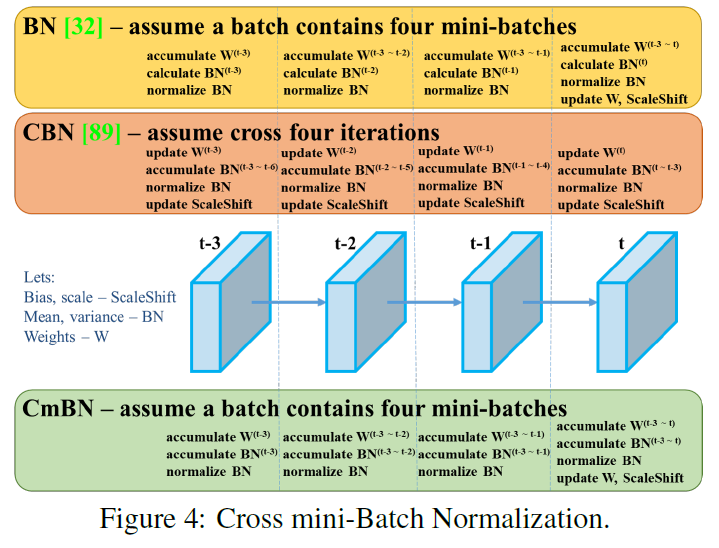 BN [32] – assume a batch contains four mini-batches
accumulate W(t-3)
calculate BN(t-3)
normalize BN
accumulate W(t-3 ~ t-2)
calculate BN(t-2)
normalize BN
accumulate W(t-3 ~ t-1)
calculate BN(t-1)
normalize BN
accumulate W(t-3 ~ t)
calculate BN(t)
normalize BN
update W, ScaleShift
CBN [89] – assume cross four iterations
update W(t-3)
accumulate BN(t-3 ~ t-6)
normalize BN
update ScaleShift
update W(t-2)
accumulate BN(t-2 ~ t-5)
normalize BN
update ScaleShift
update W(t-1)
accumulate BN(t-1 ~ t-4)
normalize BN
update ScaleShift
update W(t)
accumulate BN(t ~ t-3)
normalize BN
update ScaleShift
t-3
t-2
t-1
t
Lets:
Bias, scale – ScaleShift
Mean, variance – BN
Weights – W
CmBN – assume a batch contains four mini-batches
accumulate W(t-3)
accumulate BN(t-3)
normalize BN
accumulate W(t-3 ~ t-2)
accumulate BN(t-3 ~ t-2)
normalize BN
accumulate W(t-3 ~ t-1)
accumulate BN(t-3 ~ t-1)
normalize BN
accumulate W(t-3 ~ t)
accumulate BN(t-3 ~ t)
normalize BN
update W, ScaleShift
Figure 4: Cross mini-Batch Normalization.